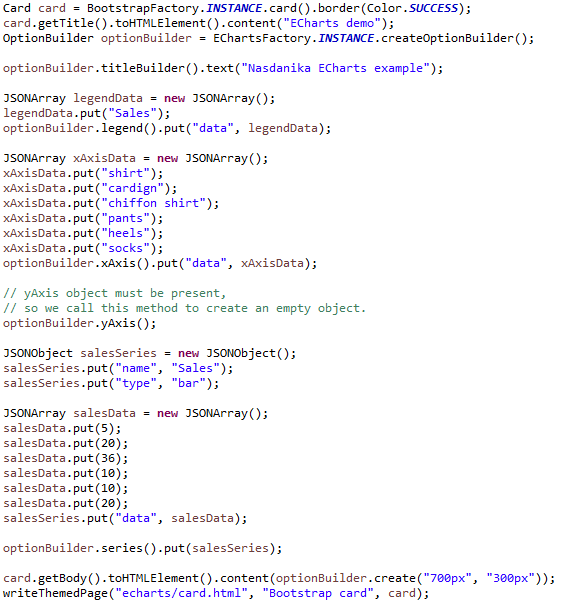 Card card = BootstrapFactory.INSTANCE.card().border(Color.SUCCESS);
card.getTitle().toHTMLElement().content("ECharts demo");
OptionBuilder optionBuilder = EChartsFactory.INSTANCE.createOptionBuilder();

optionBuilder.titleBuilder().text("Nasdanika ECharts example");

JSONArray legendData = new JSONArray();
legendData.put("Sales");
optionBuilder.legend().put("data", legendData);

JSONArray xAxisData = new JSONArray();
xAxisData.put("shirt");
xAxisData.put("cardign");
xAxisData.put("chiffon shirt");
xAxisData.put("pants");
xAxisData.put("heels");
xAxisData.put("socks");
optionBuilder.xAxis().put("data", xAxisData);

// yAxis object must be present,
// so we call this method to create an empty object.
optionBuilder.yAxis();

JSONObject salesSeries = new JSONObject();
salesSeries.put("name", "Sales");
salesSeries.put("type", "bar");

JSONArray salesData = new JSONArray();
salesData.put(5);
salesData.put(20);
salesData.put(36);
salesData.put(10);
salesData.put(10);
salesData.put(20);
salesSeries.put("data", salesData);

optionBuilder.series().put(salesSeries);

card.getBody().toHTMLElement().content(optionBuilder.create("700px", "300px"));
writeThemedPage("echarts/card.html", "Bootstrap card", card);